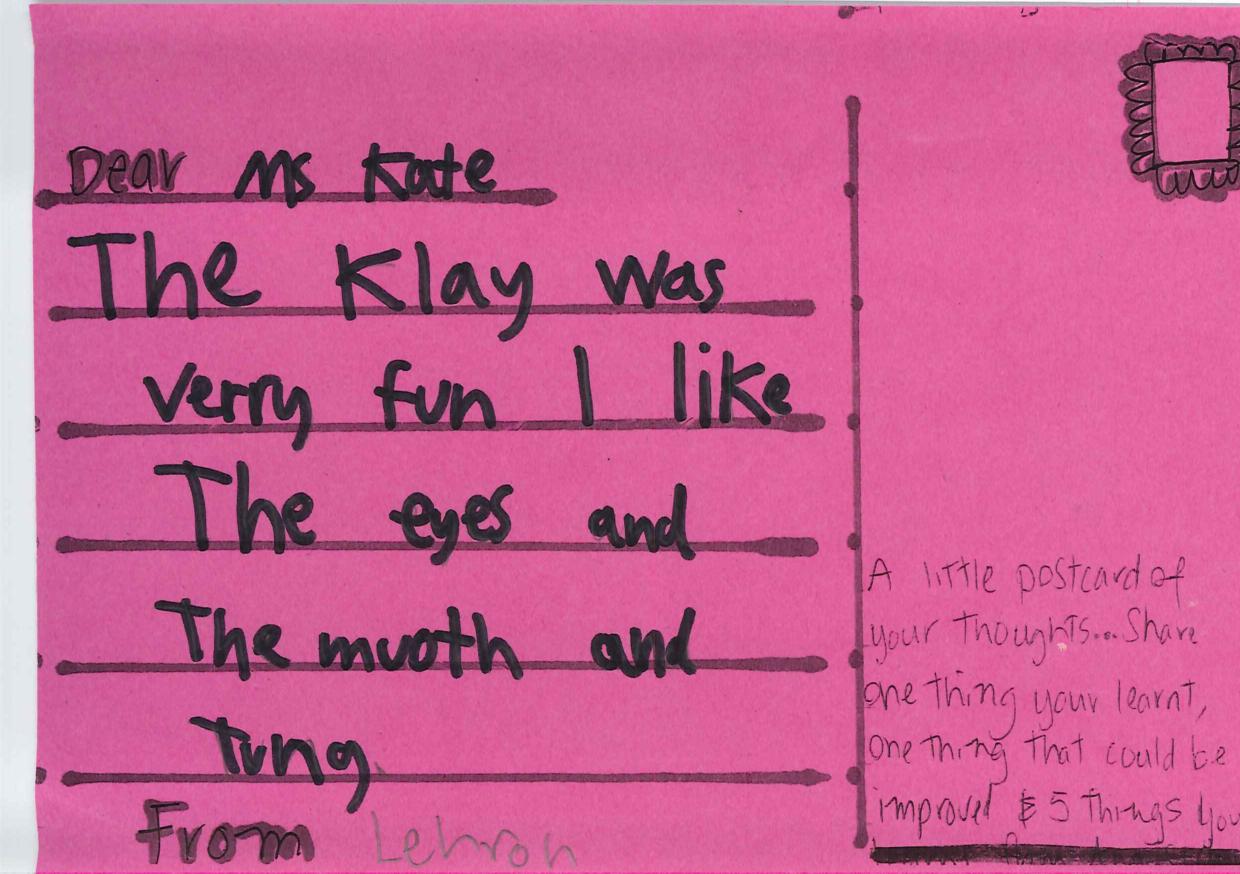 Dear Ms Kate
The Klay was
verry fun I like
The eyes and
The muoth and
Tung
From Lehron
A little postcard of
your thoughts... Share
one thing your learnt,
one thing that could be
improved & 5 things you